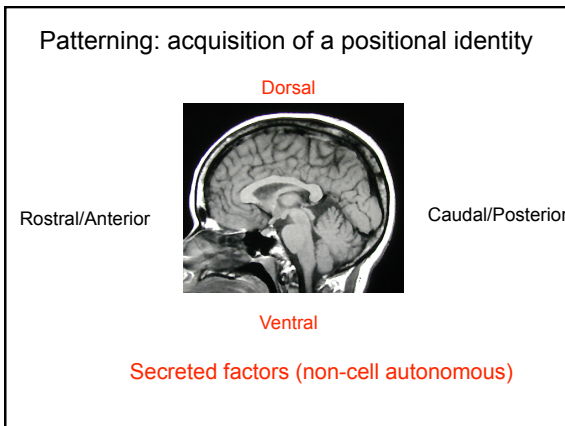 Patterning: acquisition of a positional identity
Dorsal
Rostral/Anterior
Caudal/Posterior
Ventral
Secreted factors (non-cell autonomous)